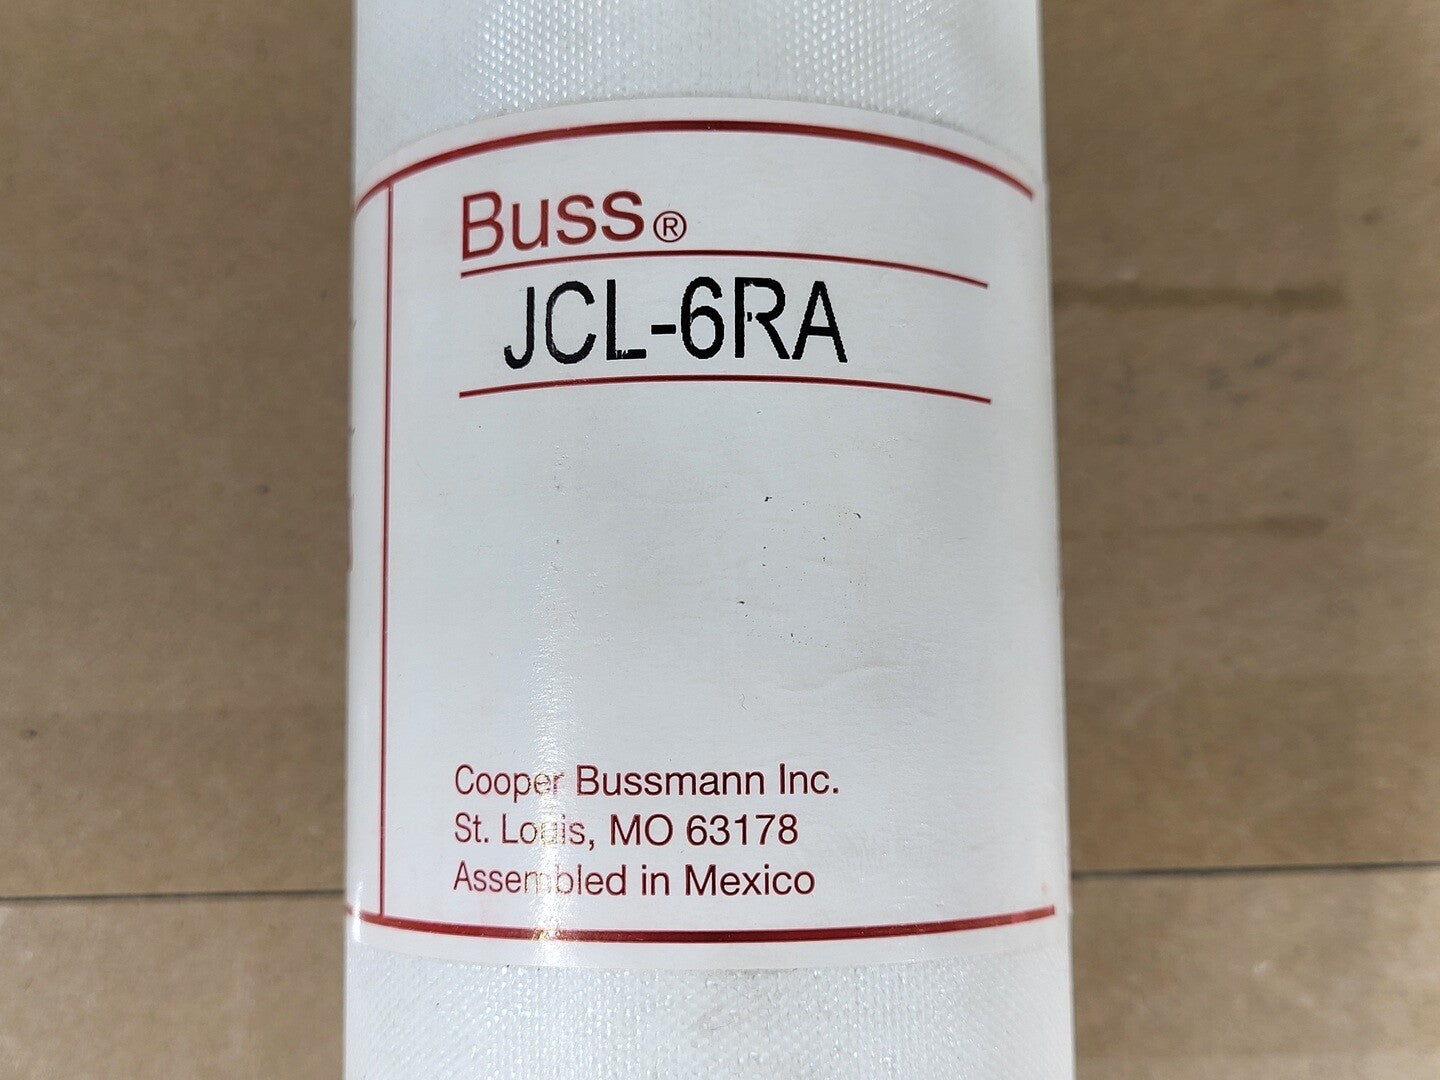 Buss®
JCL-6RA
Cooper Bussmann Inc.
St. Louis, MO 63178
Assembled in Mexico